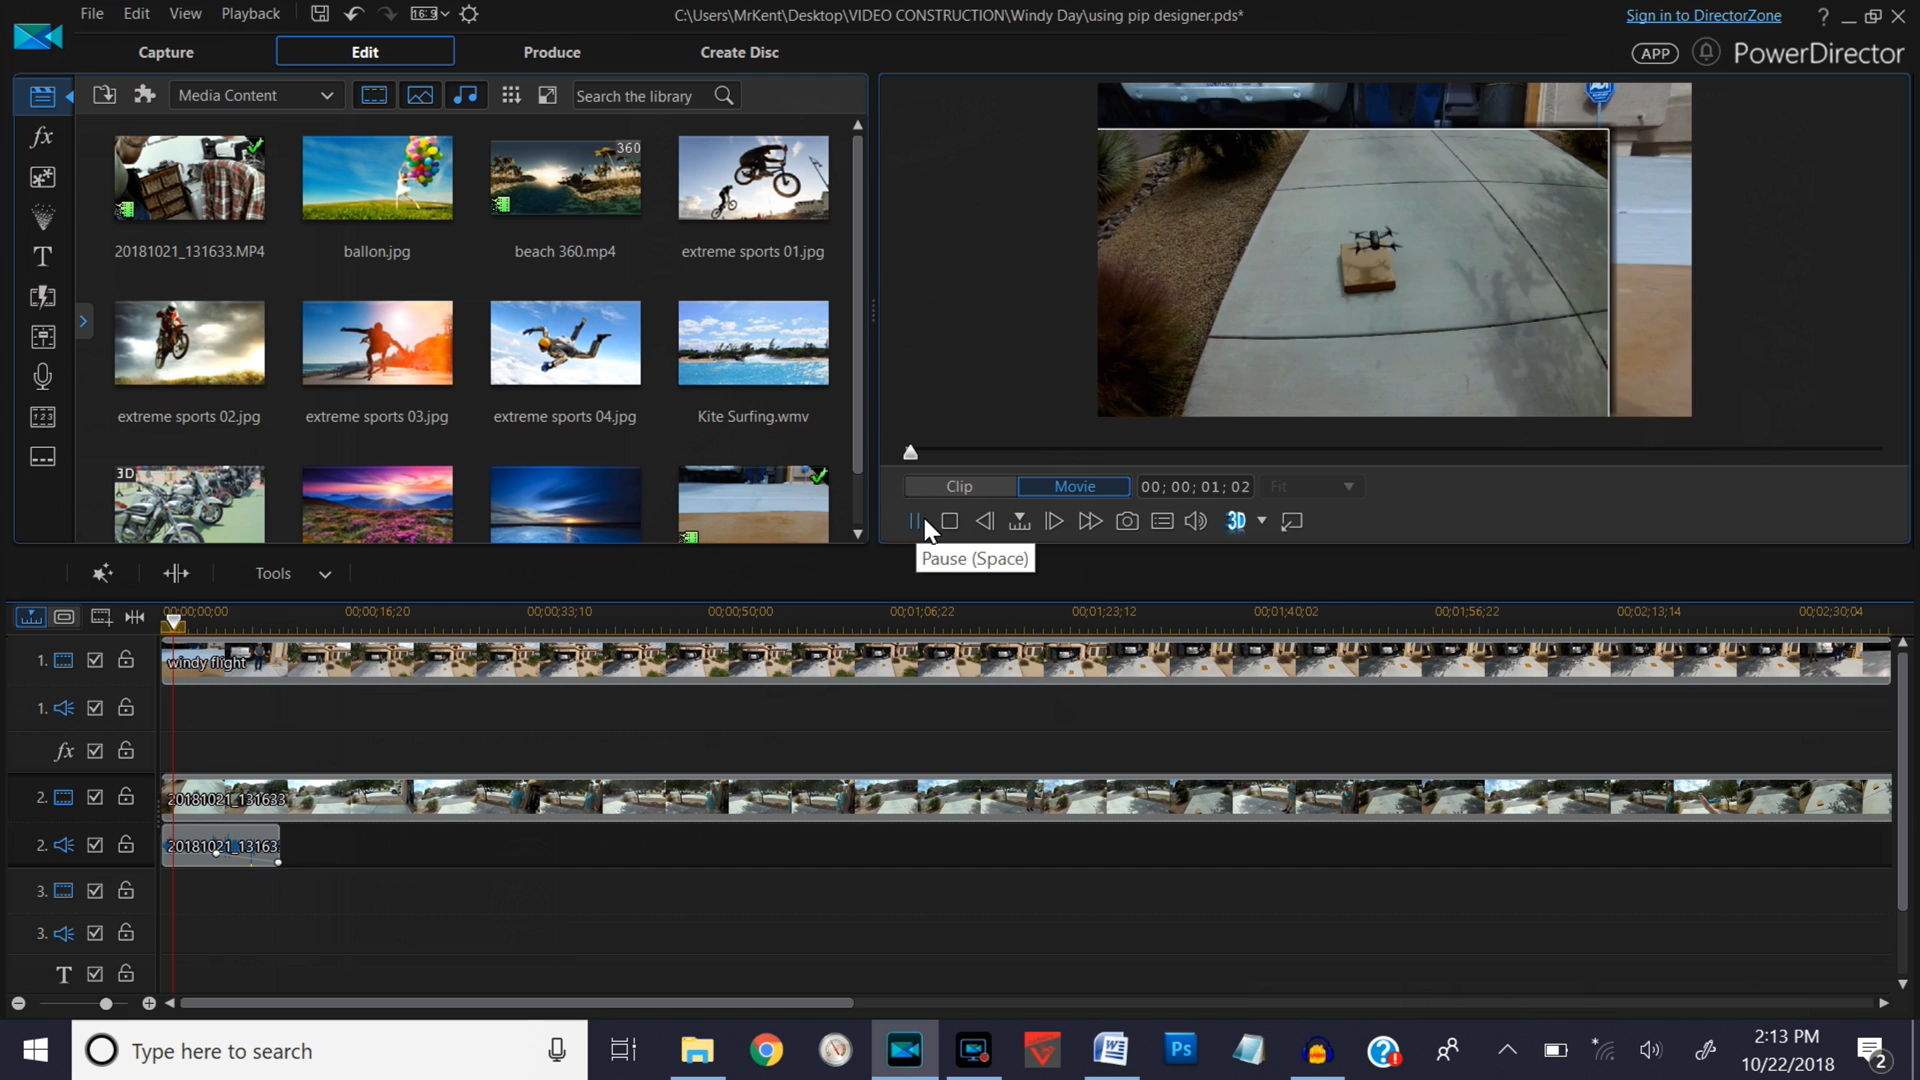 File Edit View Playback 16:9 C:\Users\MrKent\Desktop\VIDEO CONSTRUCTION\Windy Day\using pip designer.pds* Sign in to DirectorZone ?
Capture Edit Produce Create Disc APP PowerDirector
Media Content Search the library
360
20181021_131633.MP4 ballon.jpg beach 360.mp4 extreme sports 01.jpg
extreme sports 02.jpg extreme sports 03.jpg extreme sports 04.jpg Kite Surfing.wmv
3D
fx
T
123
Clip Movie 00; 00; 01; 02 Fit
3D
Pause (Space)
Tools
00;00;00;00 00;00;16;20 00;00;33;10 00;00;50;00 00;01;06;22 00;01;23;12 00;01;40;02 00;01;56;22 00;02;13;14 00;02;30;04
1. windy flight
1.
fx
2. 20181021_131633
2. 20181021_13163
3.
3.
T
Type here to search Ps 2:13 PM
10/22/2018 2